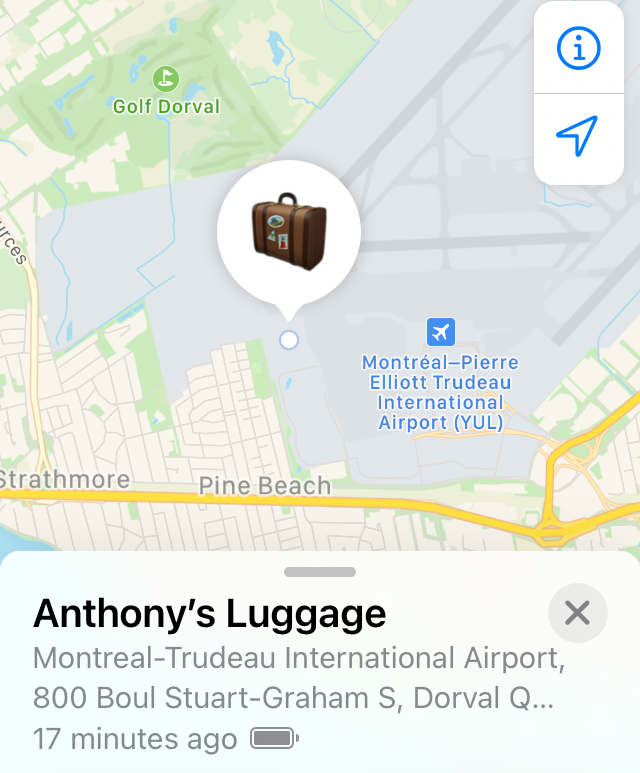 Golf Dorval
Montréal–Pierre
Elliott Trudeau
International
Airport (YUL)
Strathmore
Pine Beach
Anthony’s Luggage
Montreal-Trudeau International Airport,
800 Boul Stuart-Graham S, Dorval Q...
17 minutes ago